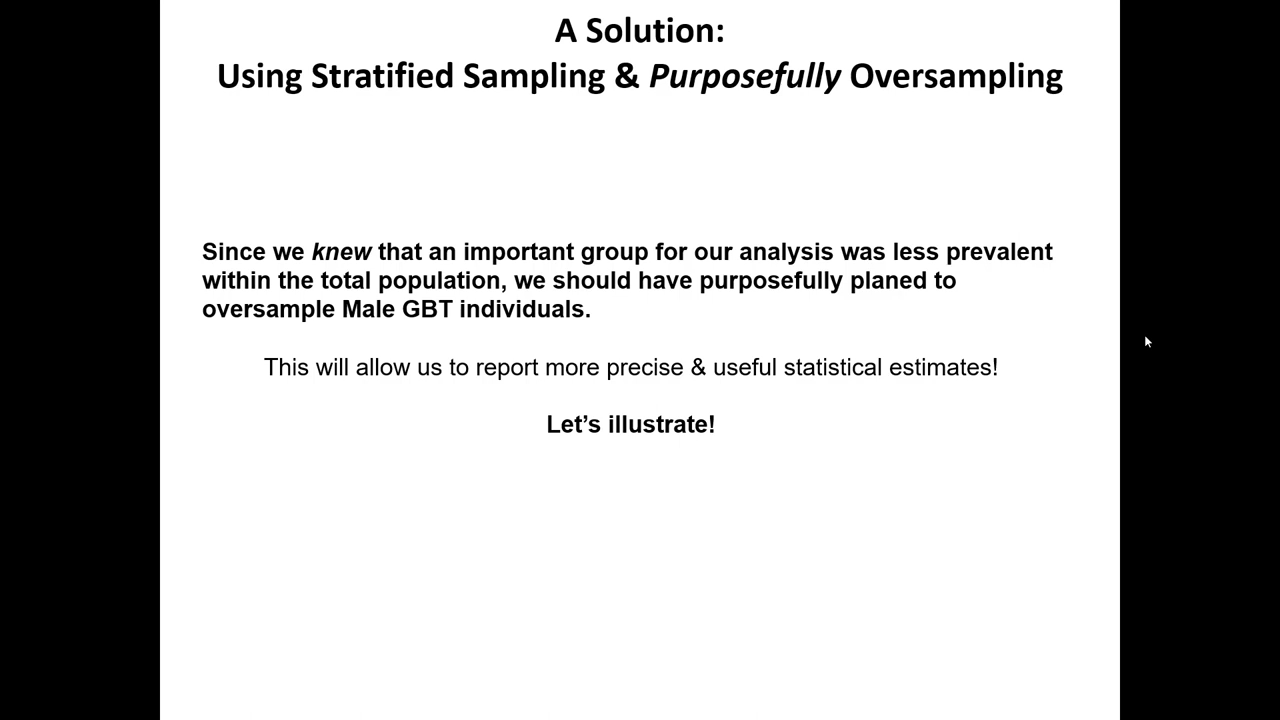 A Solution:
Using Stratified Sampling & Purposefully Oversampling
Since we knew that an important group for our analysis was less prevalent
within the total population, we should have purposefully planed to
oversample Male GBT individuals.
This will allow us to report more precise & useful statistical estimates!
Let’s illustrate!